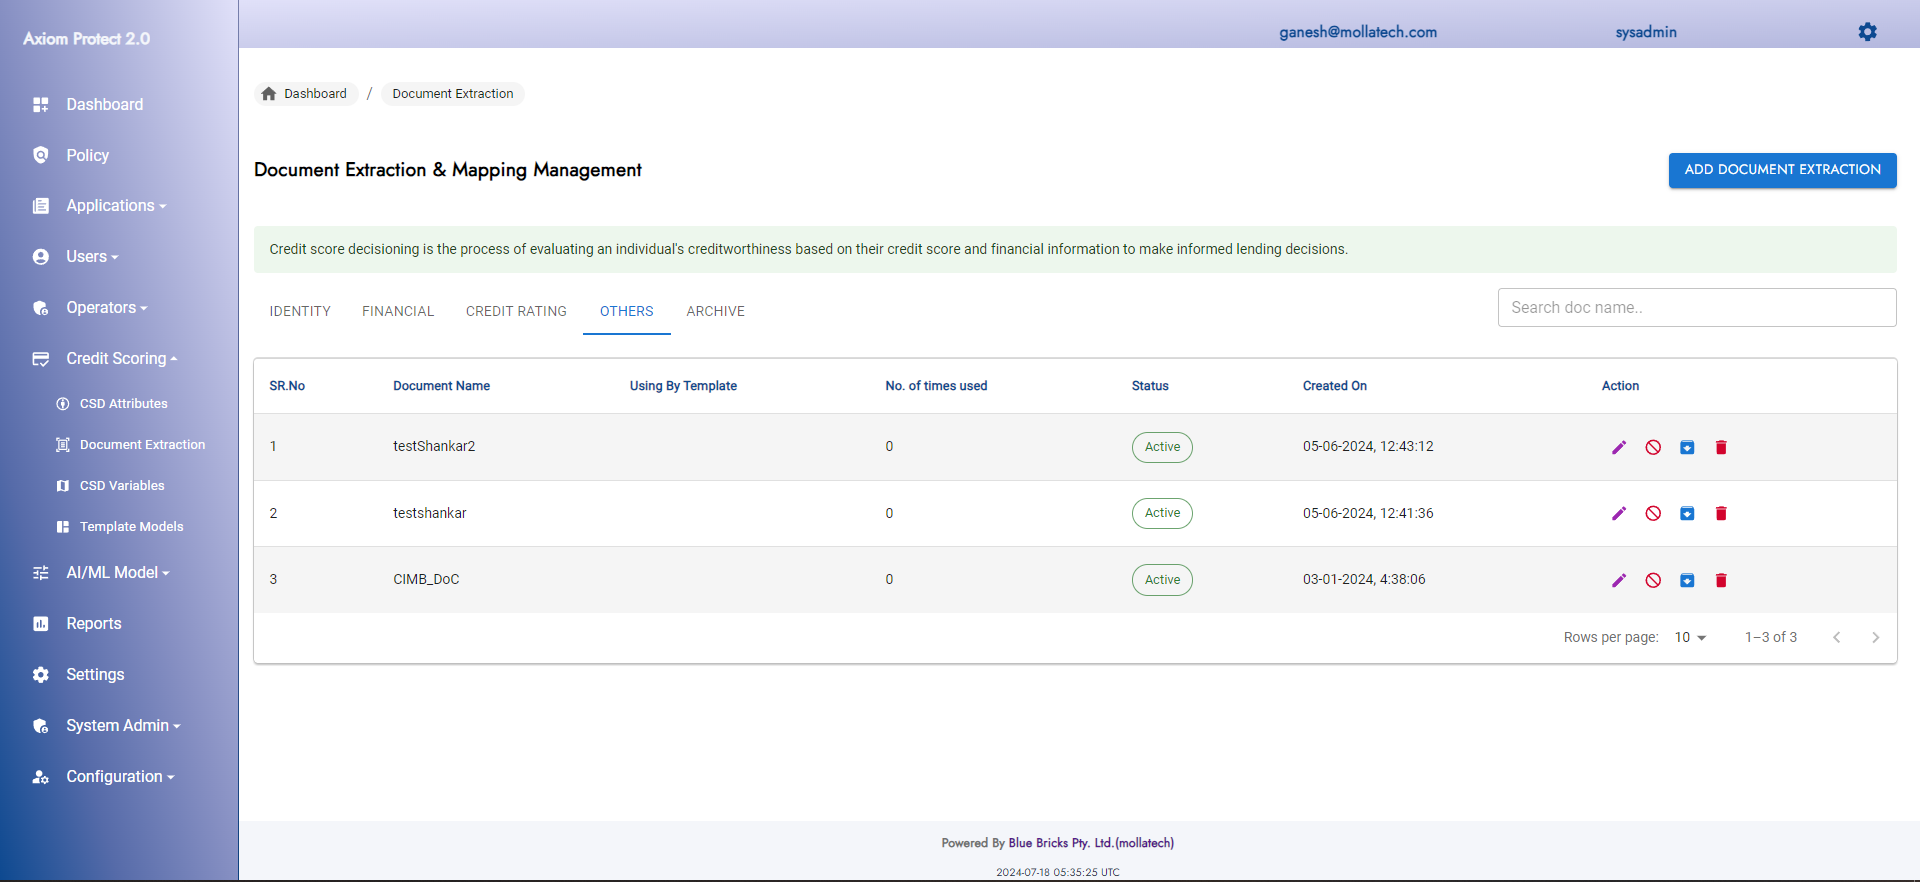 Axiom Protect 2.0
ganesh@mollatech.com
sysadmin
Dashboard
Policy
Applications
Users
Operators
Credit Scoring
CSD Attributes
Document Extraction
CSD Variables
Template Models
AI/ML Model
Reports
Settings
System Admin
Configuration
Dashboard / Document Extraction
Document Extraction & Mapping Management
ADD DOCUMENT EXTRACTION
Credit score decisioning is the process of evaluating an individual's creditworthiness based on their credit score and financial information to make informed lending decisions.
IDENTITY FINANCIAL CREDIT RATING OTHERS ARCHIVE
Search doc name..
SR.No Document Name Using By Template No. of times used Status Created On Action
1 testShankar2 0 Active 05-06-2024, 12:43:12
2 testshankar 0 Active 05-06-2024, 12:41:36
3 CIMB_DoC 0 Active 03-01-2024, 4:38:06
Rows per page: 10 1–3 of 3
Powered By Blue Bricks Pty. Ltd.(mollatech)
2024-07-18 05:35:25 UTC